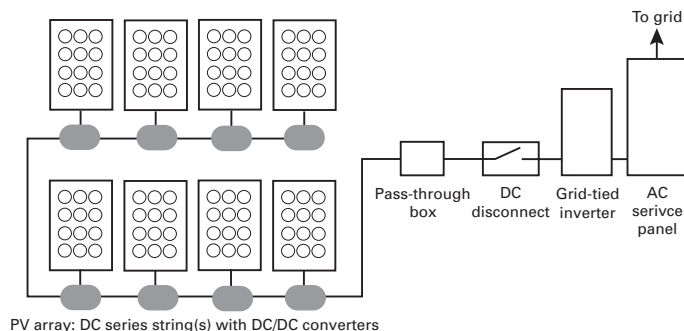 To grid
Pass-through
box
DC
disconnect
Grid-tied
inverter
AC
serivce
panel
PV array: DC series string(s) with DC/DC converters